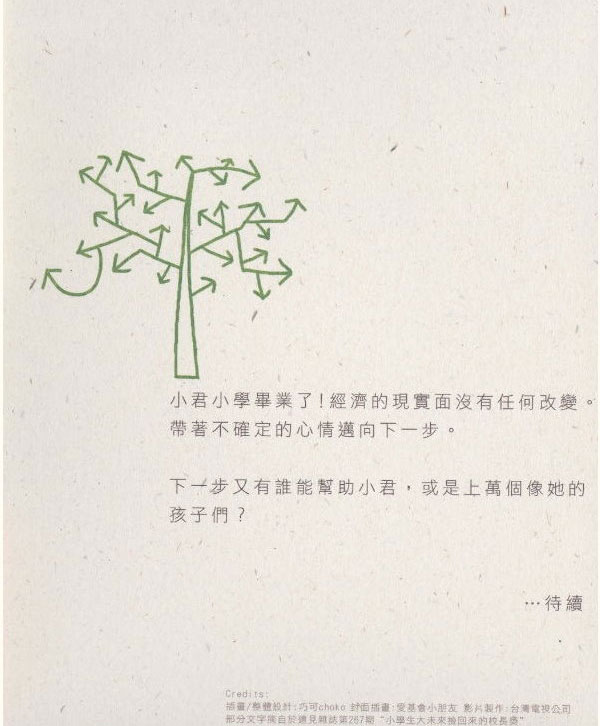 小君小學畢業了!經濟的現實面沒有任何改變。
帶著不確定的心情邁向下一步。
下一步又有誰能幫助小君，或是上萬個像她的
孩子們？
…待續
Credits:
插畫/整體設計:巧可choko 封面插畫:愛基會小朋友 影片製作:台灣電視公司
部分文字摘自於遠見雜誌第267期 "小學生大未來撿回來的校長獎"